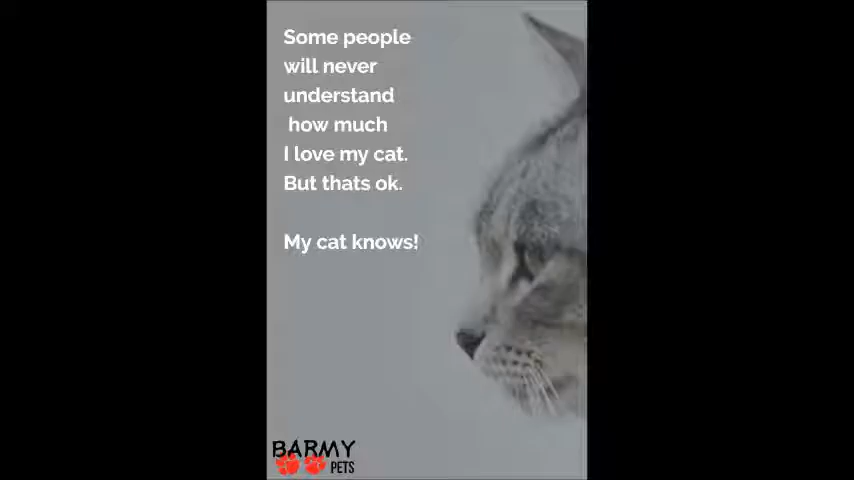 Some people
will never
understand
how much
I love my cat.
But thats ok.
My cat knows!
BARMY
PETS